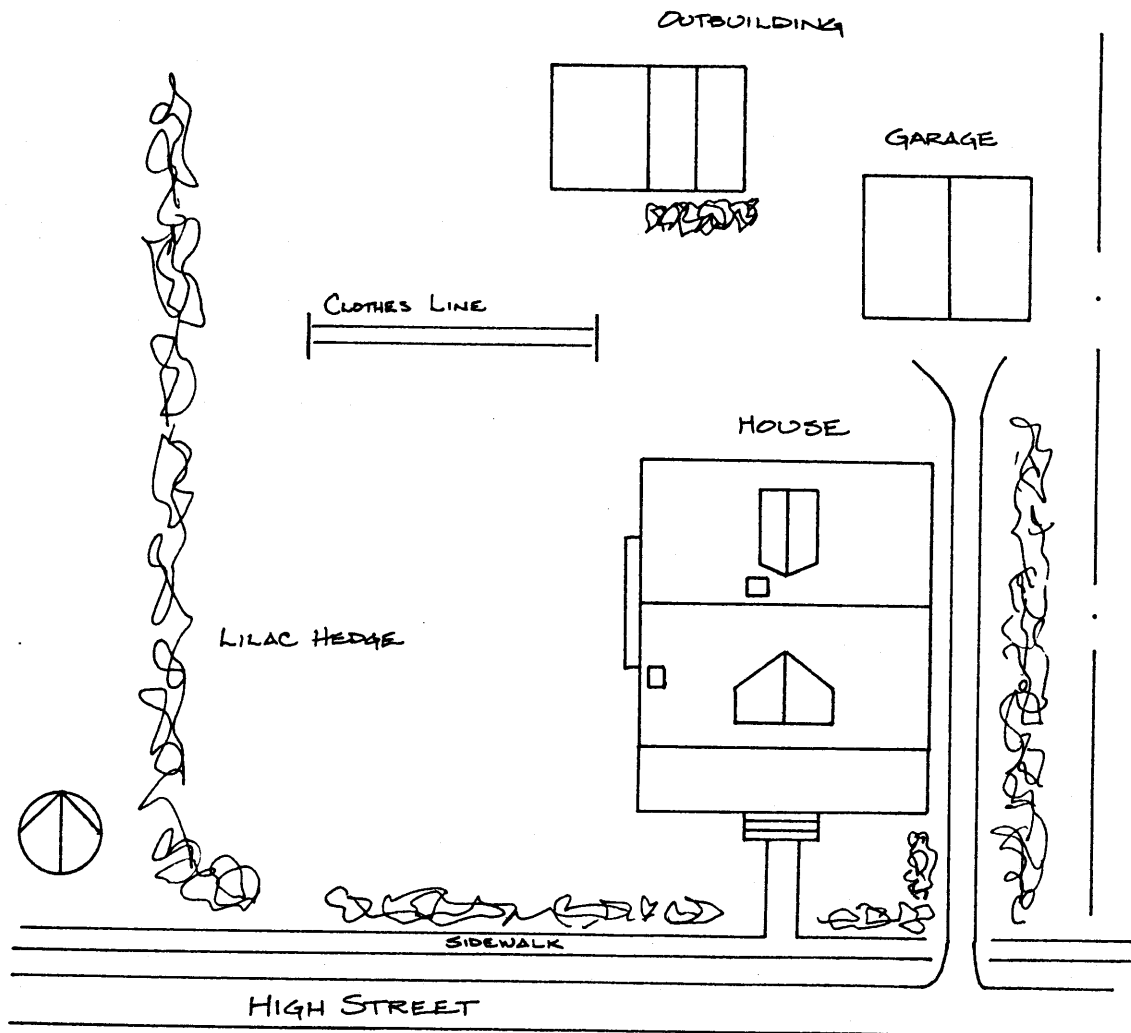 OUTBUILDING
GARAGE
CLOTHES LINE
HOUSE
LILAC HEDGE
SIDEWALK
HIGH STREET